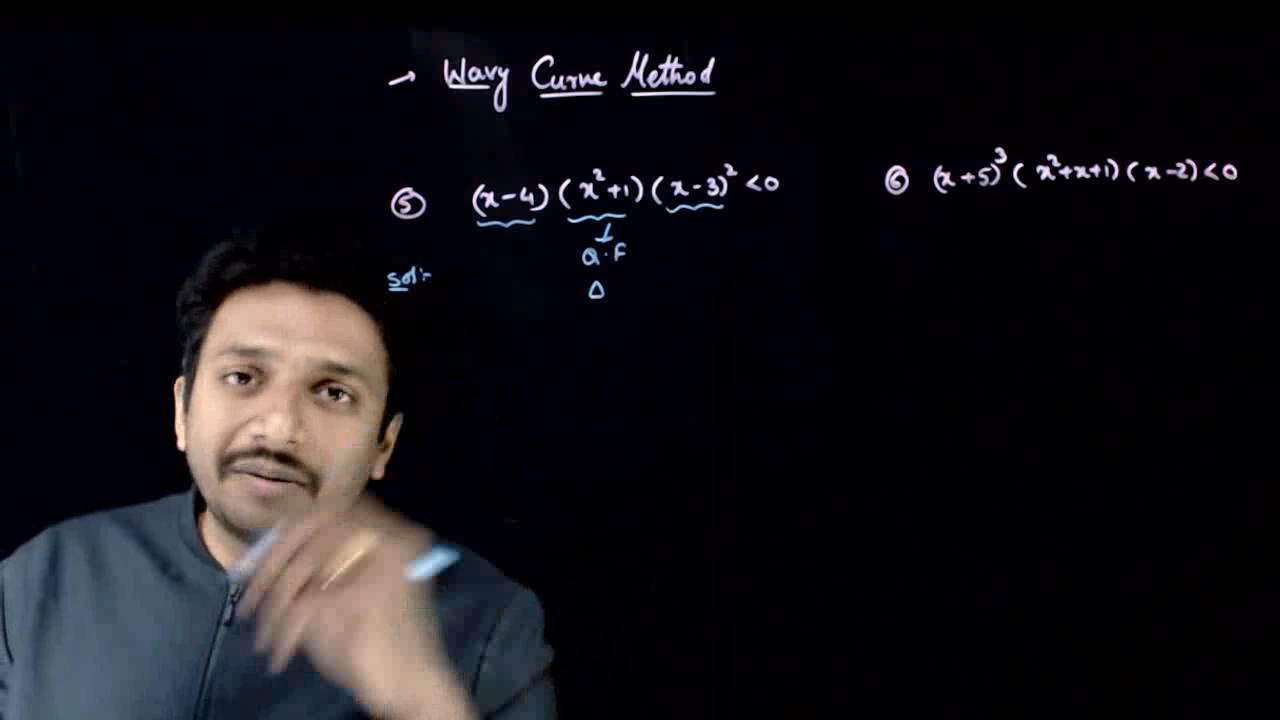 → Wavy Curve Method
⑤ (x-4) (x²+1) (x-3)² <0
⑥ (x+5)³ (x²+x+1) (x-2) <0
Sol:-
Q.F
Δ